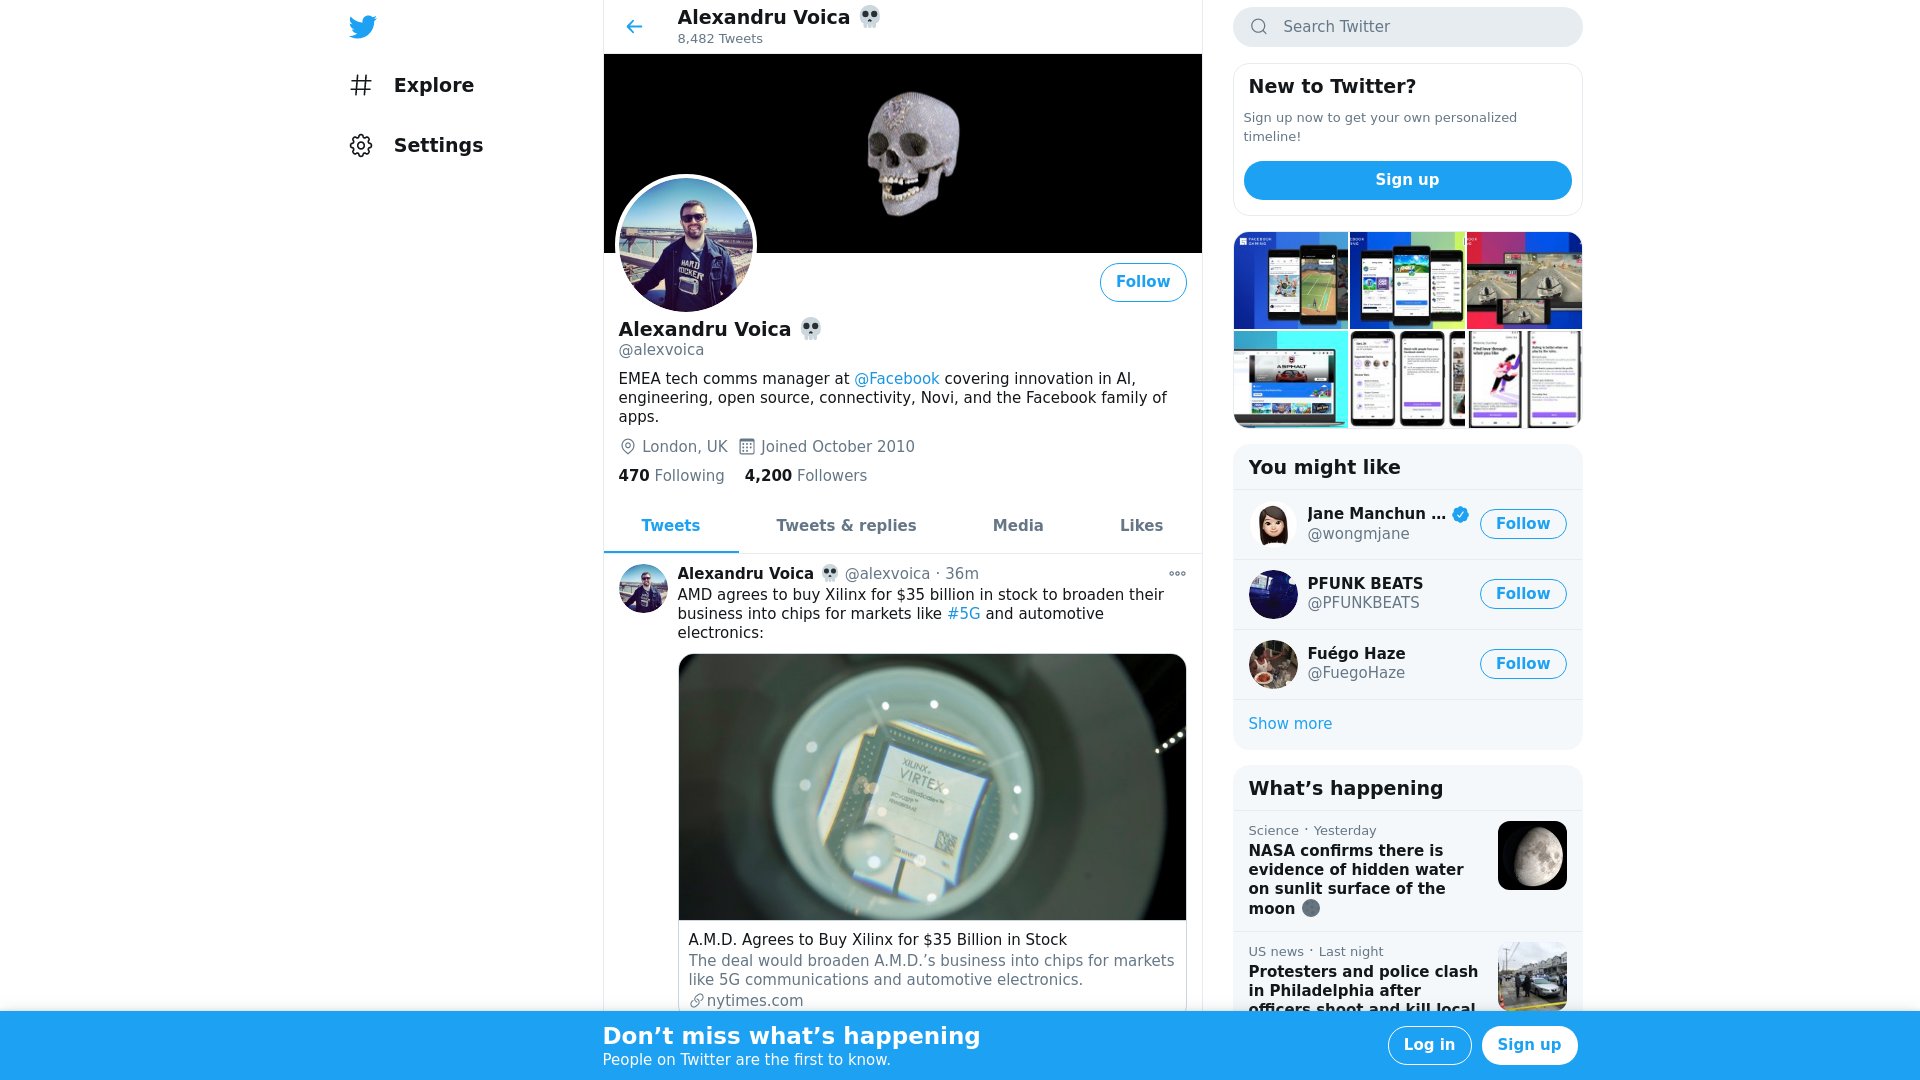 Alexandru Voica 💀
8,482 Tweets
Explore
Settings
Follow
Alexandru Voica 💀
@alexvoica
EMEA tech comms manager at @Facebook covering innovation in AI,
engineering, open source, connectivity, Novi, and the Facebook family of
apps.
London, UK Joined October 2010
470 Following 4,200 Followers
Tweets Tweets & replies Media Likes
Alexandru Voica 💀 @alexvoica · 36m
AMD agrees to buy Xilinx for $35 billion in stock to broaden their
business into chips for markets like #5G and automotive
electronics:
XILINX
VIRTEX
A.M.D. Agrees to Buy Xilinx for $35 Billion in Stock
The deal would broaden A.M.D.’s business into chips for markets
like 5G communications and automotive electronics.
nytimes.com
Search Twitter
New to Twitter?
Sign up now to get your own personalized
timeline!
Sign up
ASPHALT
You might like
Jane Manchun ...
@wongmjane
Follow
PFUNK BEATS
@PFUNKBEATS
Follow
Fuégo Haze
@FuegoHaze
Follow
Show more
What’s happening
Science · Yesterday
NASA confirms there is
evidence of hidden water
on sunlit surface of the
moon 🌑
US news · Last night
Protesters and police clash
in Philadelphia after
officers shoot and kill local
Don’t miss what’s happening
People on Twitter are the first to know.
Log in
Sign up